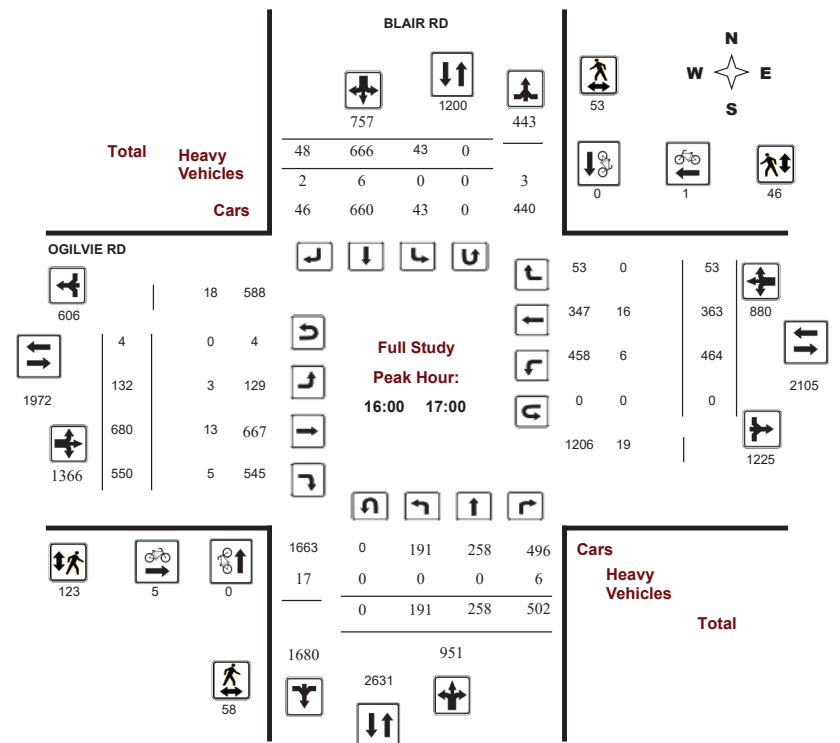 BLAIR RD
N
W E
S
1200
53
757 443
Total Heavy Vehicles
48 666 43 0
2 6 0 0 3
Cars 46 660 43 0 440
0 1 46
OGILVIE RD
606
18 588
53 0 53
880
4 0 4
347 16 363
Full Study
Peak Hour:
16:00 17:00
1972
132 3 129
458 6 464
2105
680 13 667
0 0 0
1366
550 5 545
1206 19
1225
1663 0 191 258 496
Cars
17 0 0 0 6
Heavy
Vehicles
0 191 258 502
Total
123 5 0
1680 951
2631
58